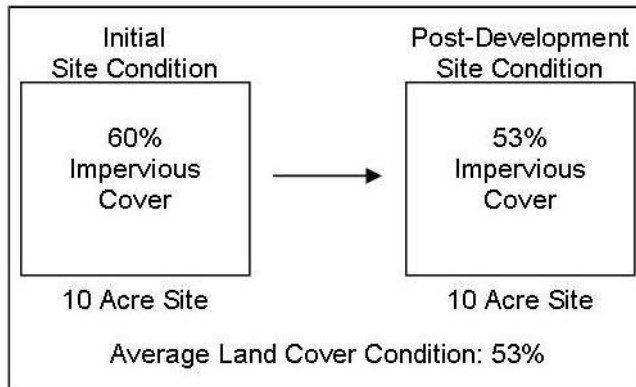 Initial
Site Condition
60%
Impervious
Cover
10 Acre Site
Post-Development
Site Condition
53%
Impervious
Cover
10 Acre Site
Average Land Cover Condition: 53%